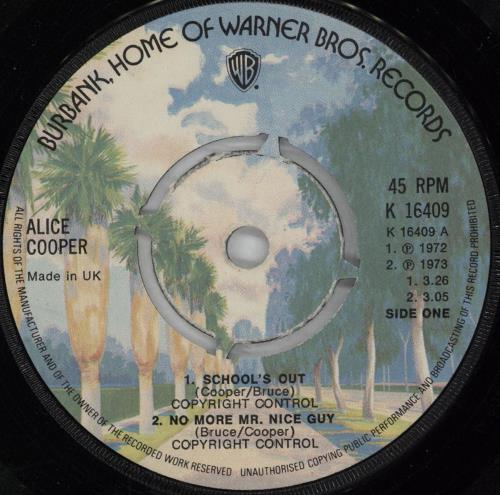 BURBANK, HOME OF WARNER BROS. RECORDS
WB
ALICE
COOPER
Made in UK
45 RPM
K 16409
K 16409 A
1. ℗ 1972
2. ℗ 1973
1. 3.26
2. 3.05
SIDE ONE
1. SCHOOL'S OUT
(Cooper/Bruce)
COPYRIGHT CONTROL
2. NO MORE MR. NICE GUY
(Bruce/Cooper)
COPYRIGHT CONTROL
ALL RIGHTS OF THE MANUFACTURER AND OF THE OWNER OF THE RECORDED WORK RESERVED UNAUTHORISED COPYING PUBLIC PERFORMANCE AND BROADCASTING OF THIS RECORD PROHIBITED